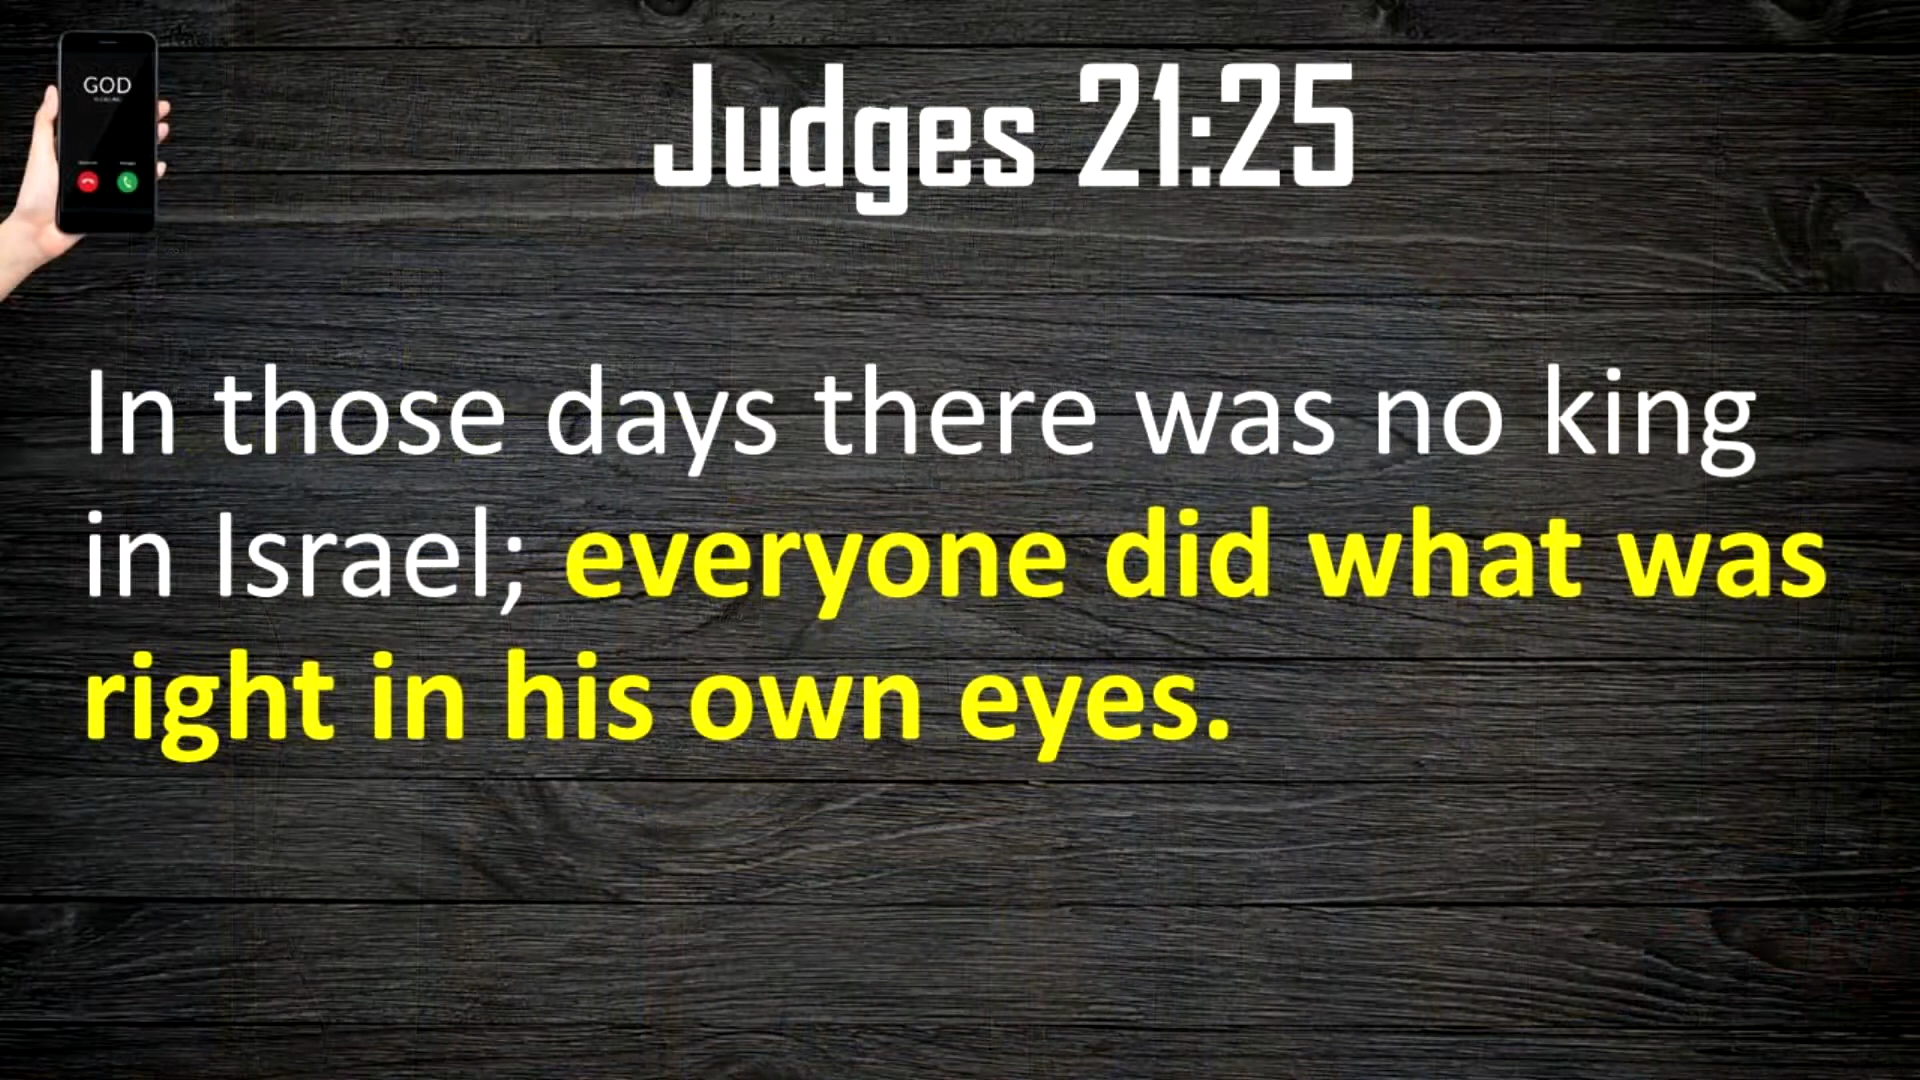 GOD
Judges 21:25
In those days there was no king
in Israel; everyone did what was
right in his own eyes.